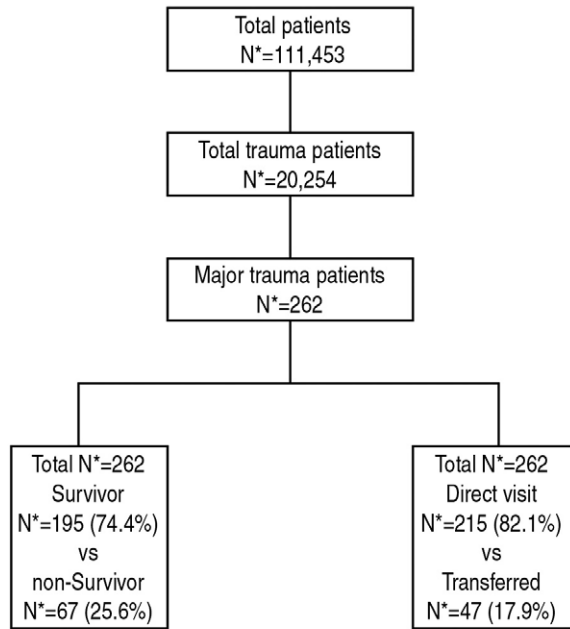 Total patients
N*=111,453
Total trauma patients
N*=20,254
Major trauma patients
N*=262
Total N*=262
Survivor
N*=195 (74.4%)
vs
non-Survivor
N*=67 (25.6%)
Total N*=262
Direct visit
N*=215 (82.1%)
vs
Transferred
N*=47 (17.9%)